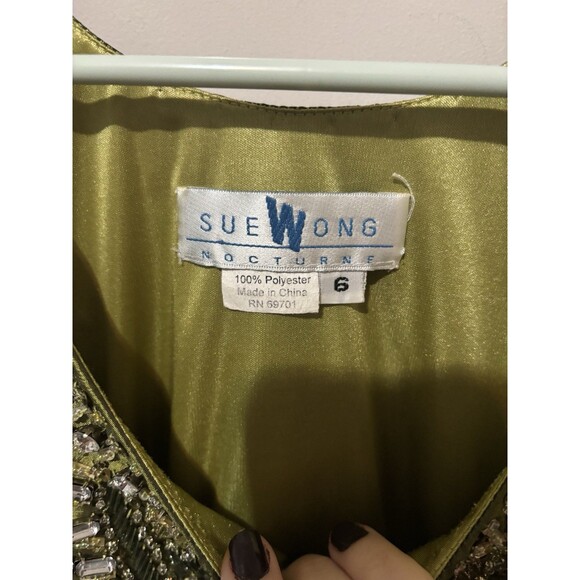 SUE WONG
NOCTURNE
100% Polyester
Made in China
RN 69701
6